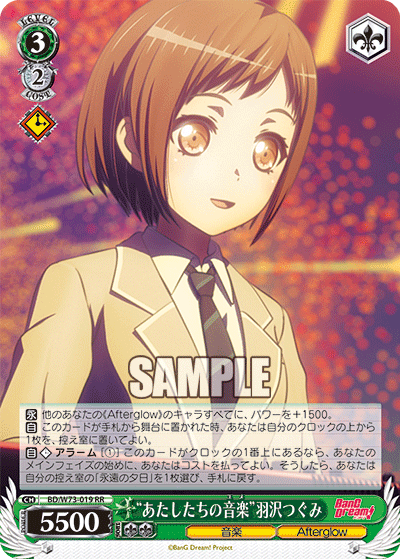 LEVEL
3
2
COST
SAMPLE
永 他のあなたの《Afterglow》のキャラすべてに、パワーを＋1500。
自 このカードが手札から舞台に置かれた時、あなたは自分のクロックの上から
1枚を、控え室に置いてよい。
自 アラーム［⑴］ このカードがクロックの1番上にあるなら、あなたの
メインフェイズの始めに、あなたはコストを払ってよい。そうしたら、あなたは
自分の控え室の「永遠の夕日」を1枚選び、手札に戻す。
CH BD/W73-019 RR
5500
“あたしたちの音楽”羽沢つぐみ
おんがく
BanG Dream!
音楽
Afterglow
©BanG Dream! Project